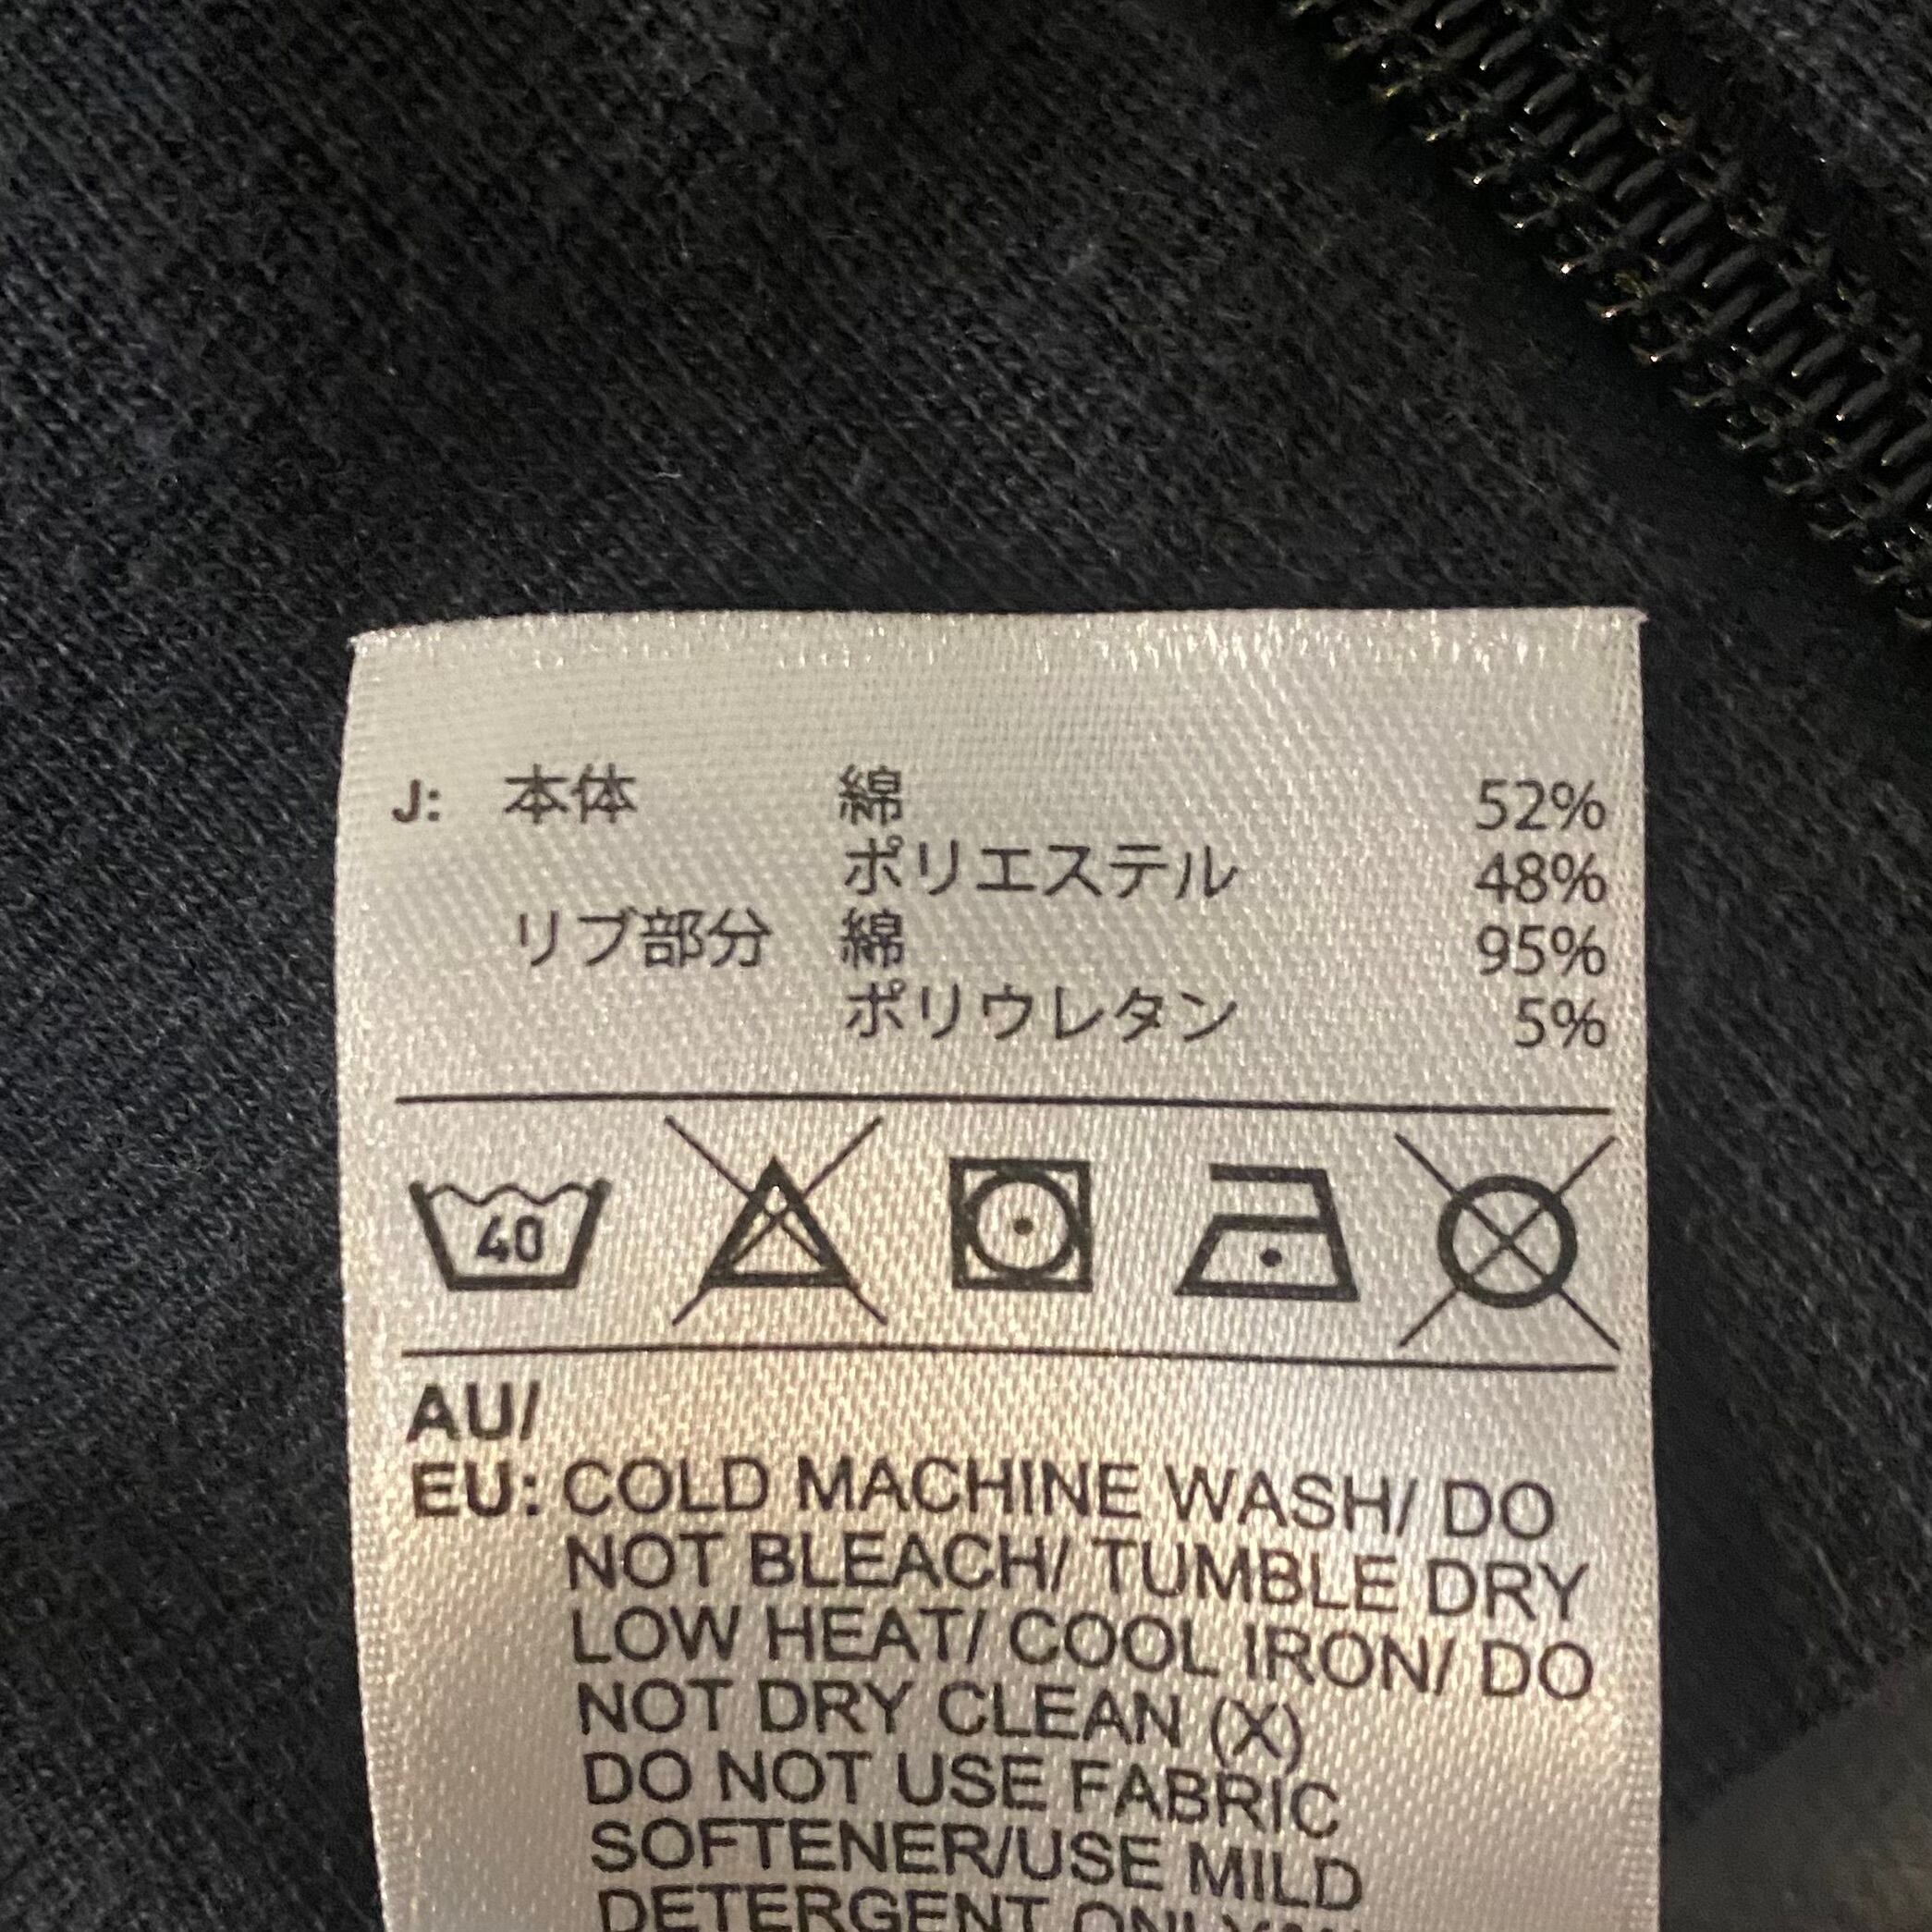 J: 本体 綿 52%
ポリエステル 48%
リブ部分 綿 95%
ポリウレタン 5%
40
AU/
EU: COLD MACHINE WASH/ DO
NOT BLEACH/ TUMBLE DRY
LOW HEAT/ COOL IRON/ DO
NOT DRY CLEAN (X)
DO NOT USE FABRIC
SOFTENER/USE MILD
DETERGENT